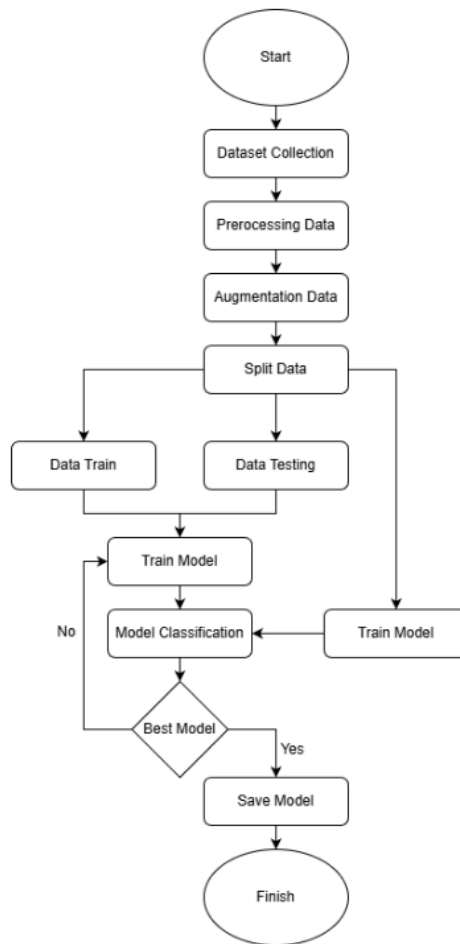 Start
Dataset Collection
Prerocessing Data
Augmentation Data
Split Data
Data Train
Data Testing
Train Model
No
Model Classification
Train Model
Best Model
Yes
Save Model
Finish